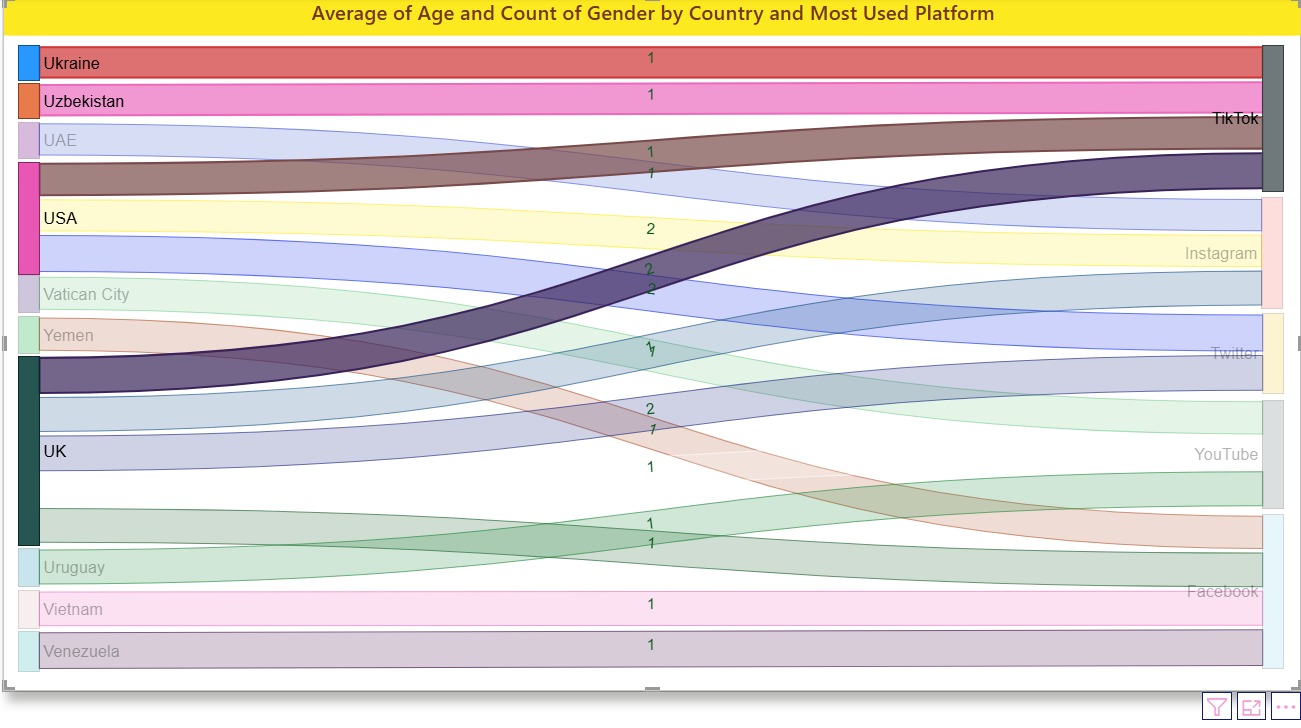 Average of Age and Count of Gender by Country and Most Used Platform
1
Ukraine
1
Uzbekistan
TikTok
UAE
1
1
USA
2
Instagram
2
2
Vatican City
Yemen
1
1
Twitter
2
1
UK
YouTube
1
1
1
Uruguay
Facebook
1
Vietnam
1
Venezuela